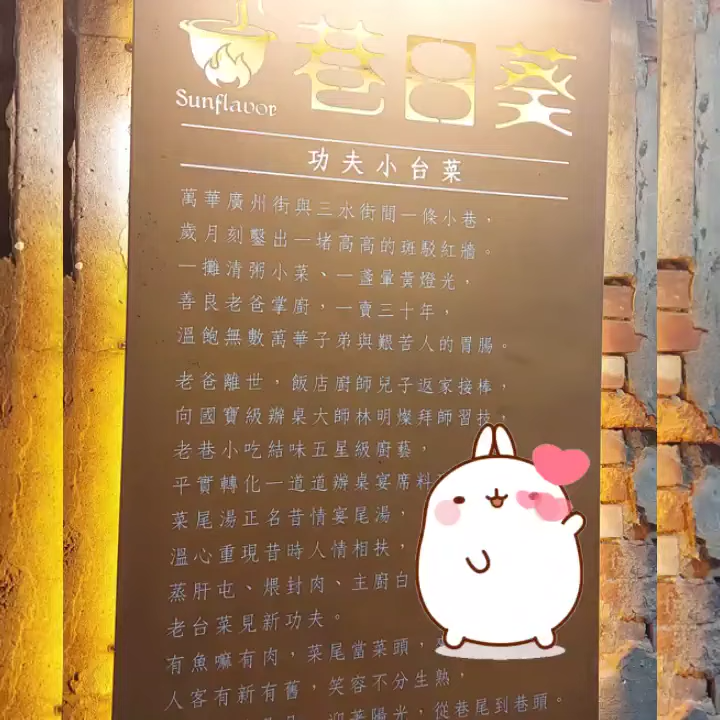 Sunflavor
巷日葵
功夫小台菜
萬華廣州街與三水街間一條小巷，
歲月刻鑿出一堵高高的斑駁紅牆。
一攤清粥小菜、一盞暈黃燈光，
善良老爸掌廚，一賣三十年，
溫飽無數萬華子弟與艱苦人的胃腸。
老爸離世，飯店廚師兒子返家接棒，
向國寶級辦桌大師林明燦拜師習技，
老巷小吃結味五星級廚藝，
平實轉化一道道辦桌宴席料
菜尾湯正名昔情宴尾湯，
溫心重現昔時人情相扶，
蒸肝屯、煨封肉、主廚白
老台菜見新功夫。
有魚嘛有肉，菜尾當菜頭，
人客有新有舊，笑容不分生熟，
迎著陽光，從巷尾到巷頭。